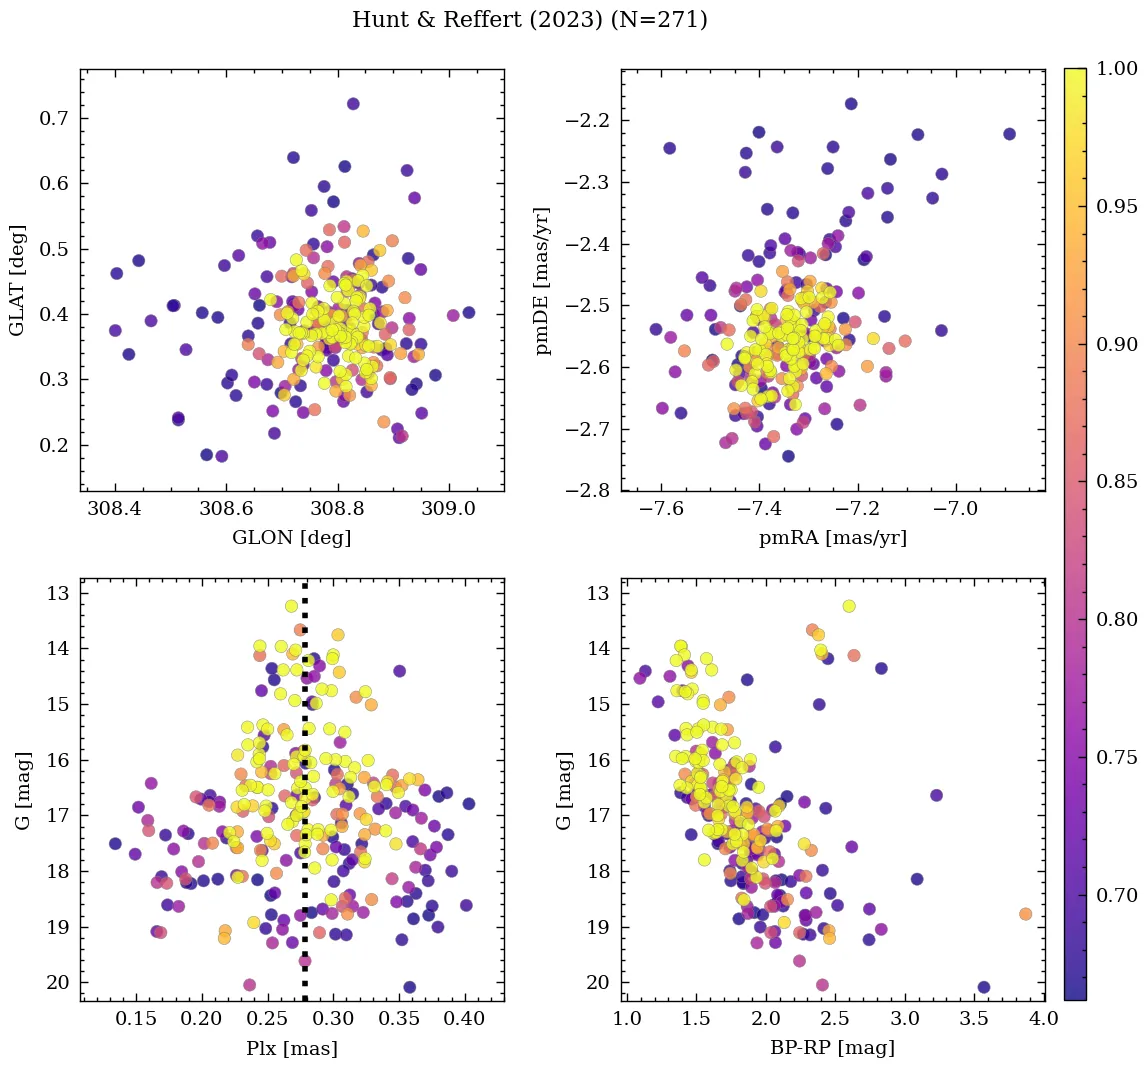 Hunt & Reffert (2023) (N=271)
0.7
0.6
0.5
0.4
0.3
0.2
GLAT [deg]
308.4 308.6 308.8 309.0
GLON [deg]
−2.2
−2.3
−2.4
−2.5
−2.6
−2.7
−2.8
pmDE [mas/yr]
−7.6 −7.4 −7.2 −7.0
pmRA [mas/yr]
13
14
15
16
17
18
19
20
G [mag]
0.15 0.20 0.25 0.30 0.35 0.40
Plx [mas]
13
14
15
16
17
18
19
20
G [mag]
1.0 1.5 2.0 2.5 3.0 3.5 4.0
BP-RP [mag]
1.00
0.95
0.90
0.85
0.80
0.75
0.70